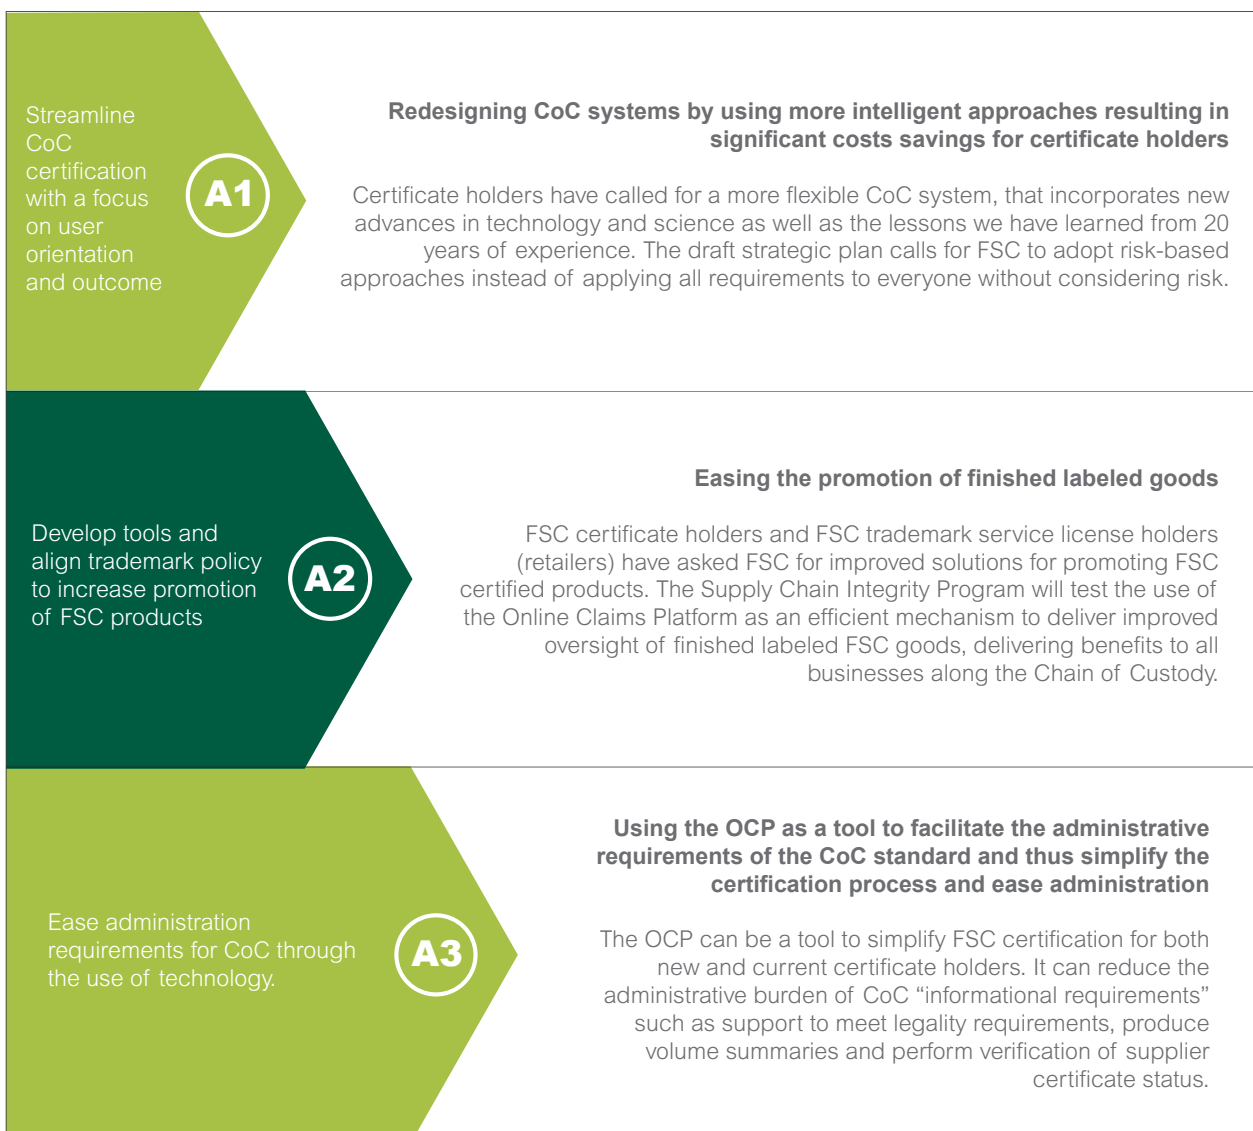 Streamline
CoC
certification
with a focus
on user
orientation
and outcome
A1
Redesigning CoC systems by using more intelligent approaches resulting in
significant costs savings for certificate holders
Certificate holders have called for a more flexible CoC system, that incorporates new
advances in technology and science as well as the lessons we have learned from 20
years of experience. The draft strategic plan calls for FSC to adopt risk-based
approaches instead of applying all requirements to everyone without considering risk.
Develop tools and
align trademark policy
to increase promotion
of FSC products
A2
Easing the promotion of finished labeled goods
FSC certificate holders and FSC trademark service license holders
(retailers) have asked FSC for improved solutions for promoting FSC
certified products. The Supply Chain Integrity Program will test the use of
the Online Claims Platform as an efficient mechanism to deliver improved
oversight of finished labeled FSC goods, delivering benefits to all
businesses along the Chain of Custody.
Ease administration
requirements for CoC through
the use of technology.
A3
Using the OCP as a tool to facilitate the administrative
requirements of the CoC standard and thus simplify the
certification process and ease administration
The OCP can be a tool to simplify FSC certification for both
new and current certificate holders. It can reduce the
administrative burden of CoC “informational requirements”
such as support to meet legality requirements, produce
volume summaries and perform verification of supplier
certificate status.